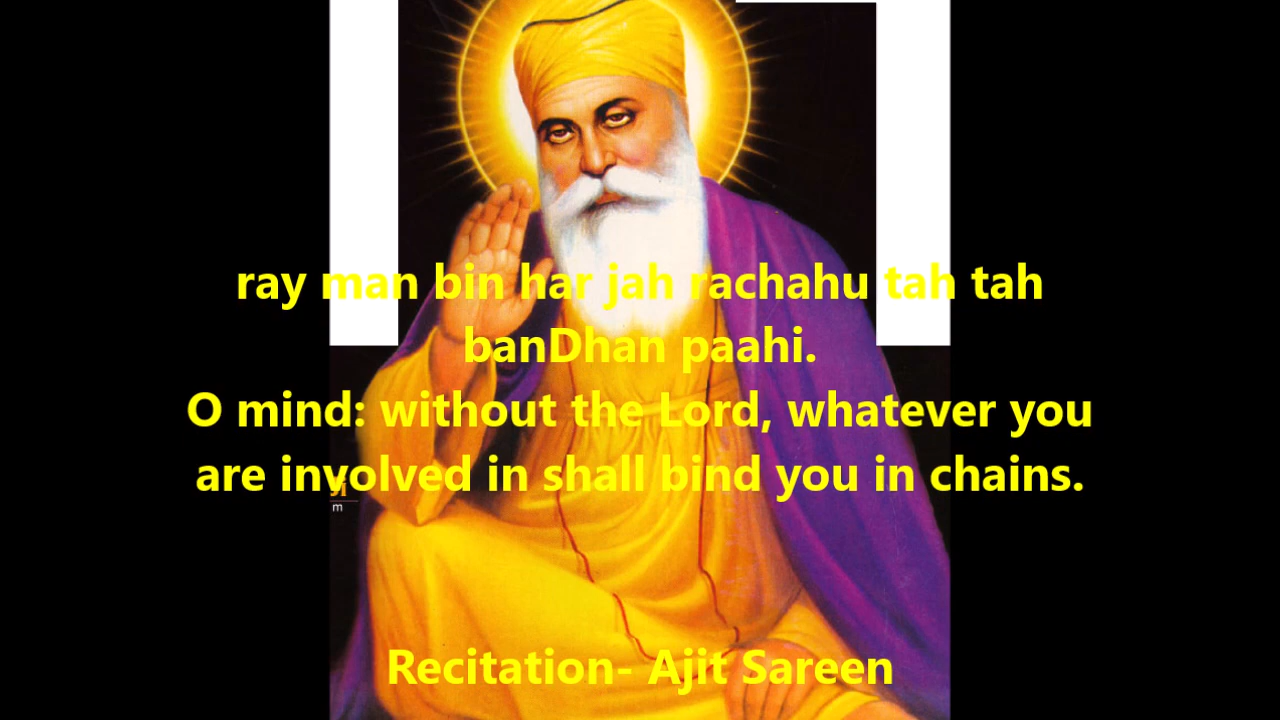 ray man bin har jah rachahu tah tah
banDhan paahi.
O mind: without the Lord, whatever you
are involved in shall bind you in chains.
m
Recitation- Ajit Sareen